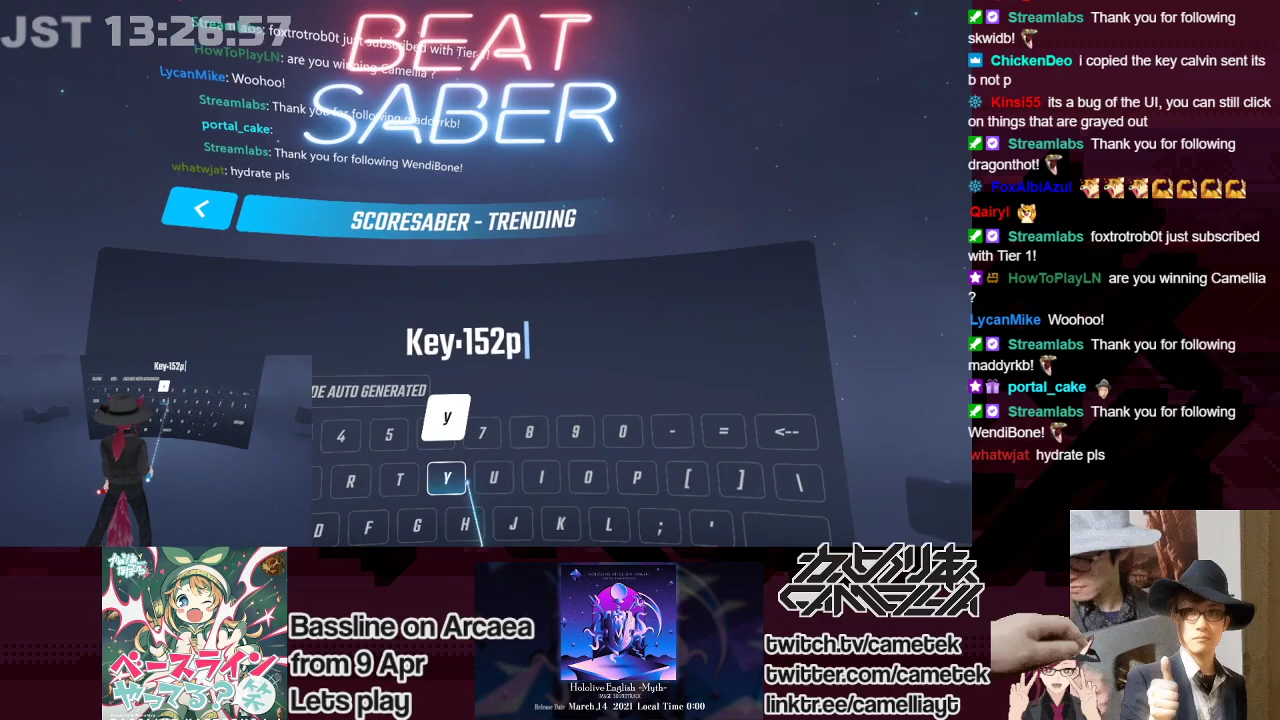 JST 13:26:57
BEAT
SABER
Streamlabs: foxtrotrob0t just subscribed with Tier 1!
HowToPlayLN: are you winning Camellia ?
LycanMike: Woohoo!
Streamlabs: Thank you for following maddyrkb!
portal_cake:
Streamlabs: Thank you for following WendiBone!
whatwjat: hydrate pls
<
SCORESABER - TRENDING
Key:152p
DE AUTO GENERATED
y
4 5 7 8 9 0 - = <--
R T Y U I O P [ ] \
D F G H J K L ; '
Key:152p
Streamlabs Thank you for following
skwidb!
ChickenDeo i copied the key calvin sent its
b not p
Kinsi55 its a bug of the UI, you can still click
on things that are grayed out
Streamlabs Thank you for following
dragonthot!
FoxAlbiAzul
Qairyl
Streamlabs foxtrotrob0t just subscribed
with Tier 1!
HowToPlayLN are you winning Camellia
?
LycanMike Woohoo!
Streamlabs Thank you for following
maddyrkb!
portal_cake
Streamlabs Thank you for following
WendiBone!
whatwjat hydrate pls
ベースライン
やってる?笑
Bassline on Arcaea
from 9 Apr
Lets play
Hololive English -Myth-
IMAGE SOUNDTRACK
Release Date March,14 2021 Local Time 0:00
かめりあ
CAMELLIA
twitch.tv/cametek
twitter.com/cametek
linktr.ee/camelliayt